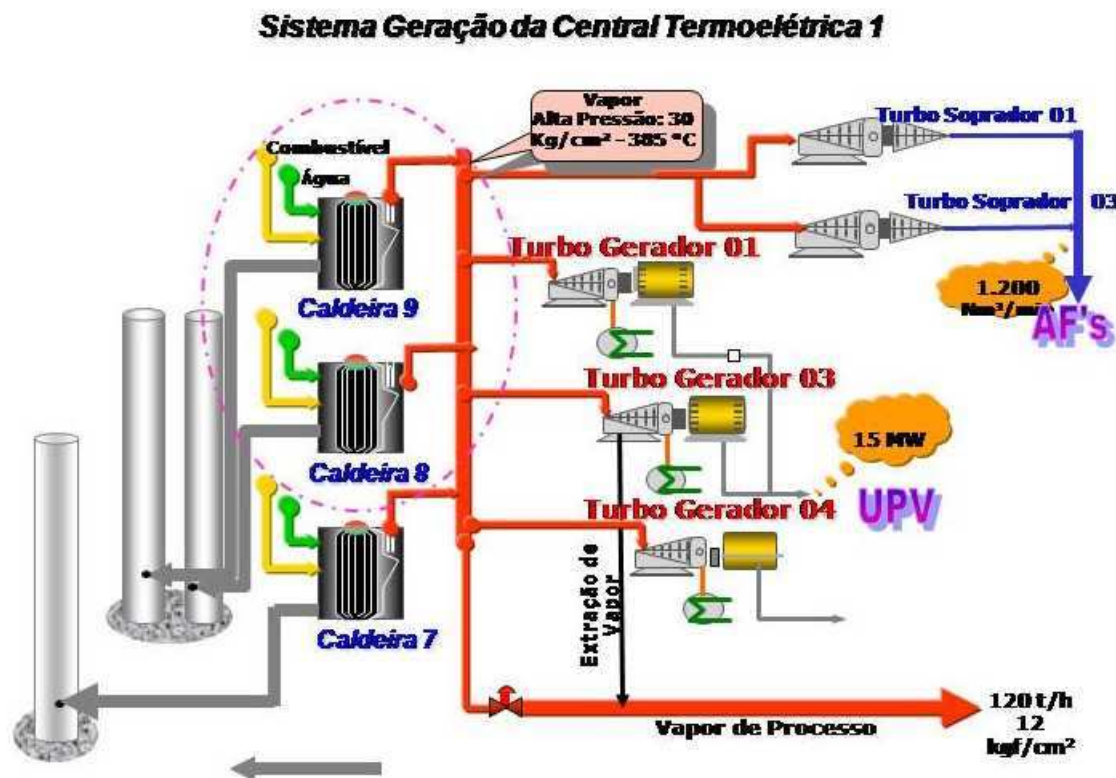 Sistema Geração da Central Termoelétrica 1
Vapor
Alta Pressão: 30
Kg/cm² - 385 °C
Turbo Soprador 01
Combustível
Água
Turbo Soprador 03
Turbo Gerador 01
1.200
Caldeira 9
AF's
Turbo Gerador 03
15 MW
Caldeira 8
UPV
Turbo Gerador 04
Extração de
Vapor
Caldeira 7
120 t/h
12
kgf/cm²
Vapor de Processo